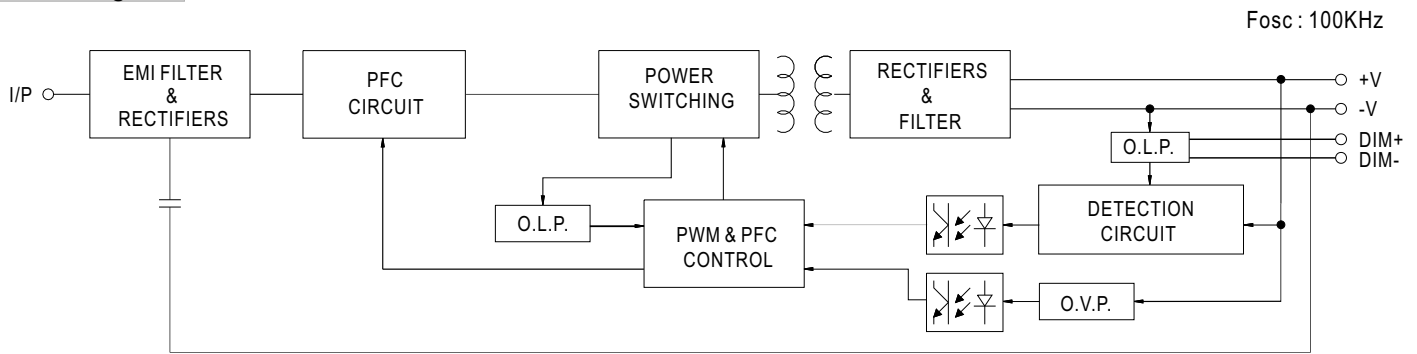 Fosc : 100KHz
I/P
EMI FILTER
&
RECTIFIERS
PFC
CIRCUIT
POWER
SWITCHING
RECTIFIERS
&
FILTER
+V
-V
DIM+
DIM-
O.L.P.
DETECTION
CIRCUIT
O.L.P.
PWM & PFC
CONTROL
O.V.P.